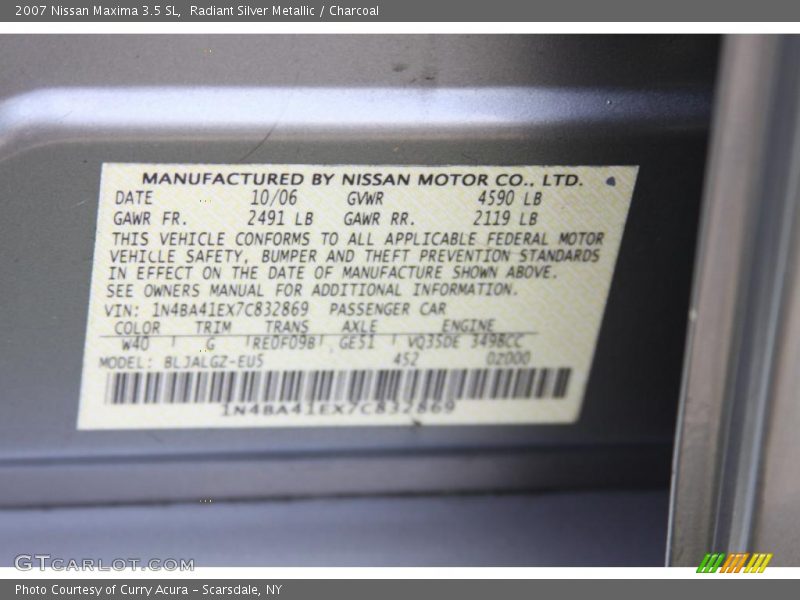 2007 Nissan Maxima 3.5 SL, Radiant Silver Metallic / Charcoal
MANUFACTURED BY NISSAN MOTOR CO., LTD.
DATE 10/06 GVWR 4590 LB
GAWR FR. 2491 LB GAWR RR. 2119 LB
THIS VEHICLE CONFORMS TO ALL APPLICABLE FEDERAL MOTOR
VEHICLE SAFETY, BUMPER AND THEFT PREVENTION STANDARDS
IN EFFECT ON THE DATE OF MANUFACTURE SHOWN ABOVE.
SEE OWNERS MANUAL FOR ADDITIONAL INFORMATION.
VIN: 1N4BA41EX7C832869 PASSENGER CAR
COLOR TRIM TRANS AXLE ENGINE
W40 G RE0F09B GE51 VQ35DE 3498CC
MODEL: BLJALGZ-EU5 452 0Z000
1N4BA41EX7C832869
GTCARLOT.COM
Photo Courtesy of Curry Acura - Scarsdale, NY